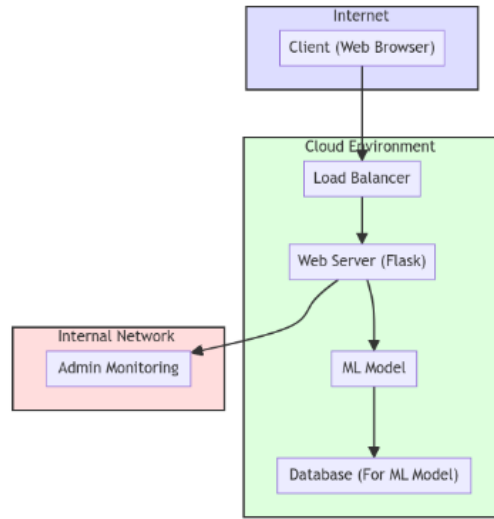 Internet
Client (Web Browser)
Cloud Environment
Load Balancer
Web Server (Flask)
Internal Network
Admin Monitoring
ML Model
Database (For ML Model)